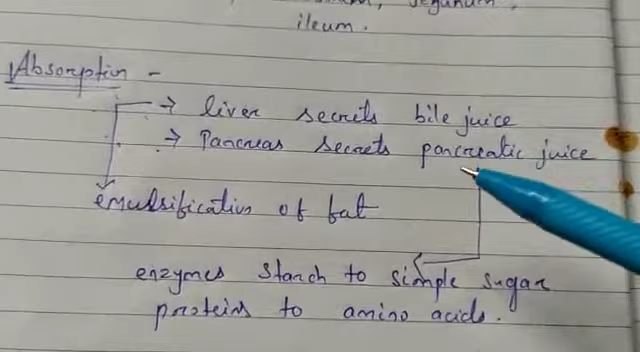 jejunum,
ileum.
Absorption -
→ liver secrets bile juice
→ Pancreas secrets pancreatic juice
emulsification of fat
enzymes starch to simple sugar
proteins to amino acids.